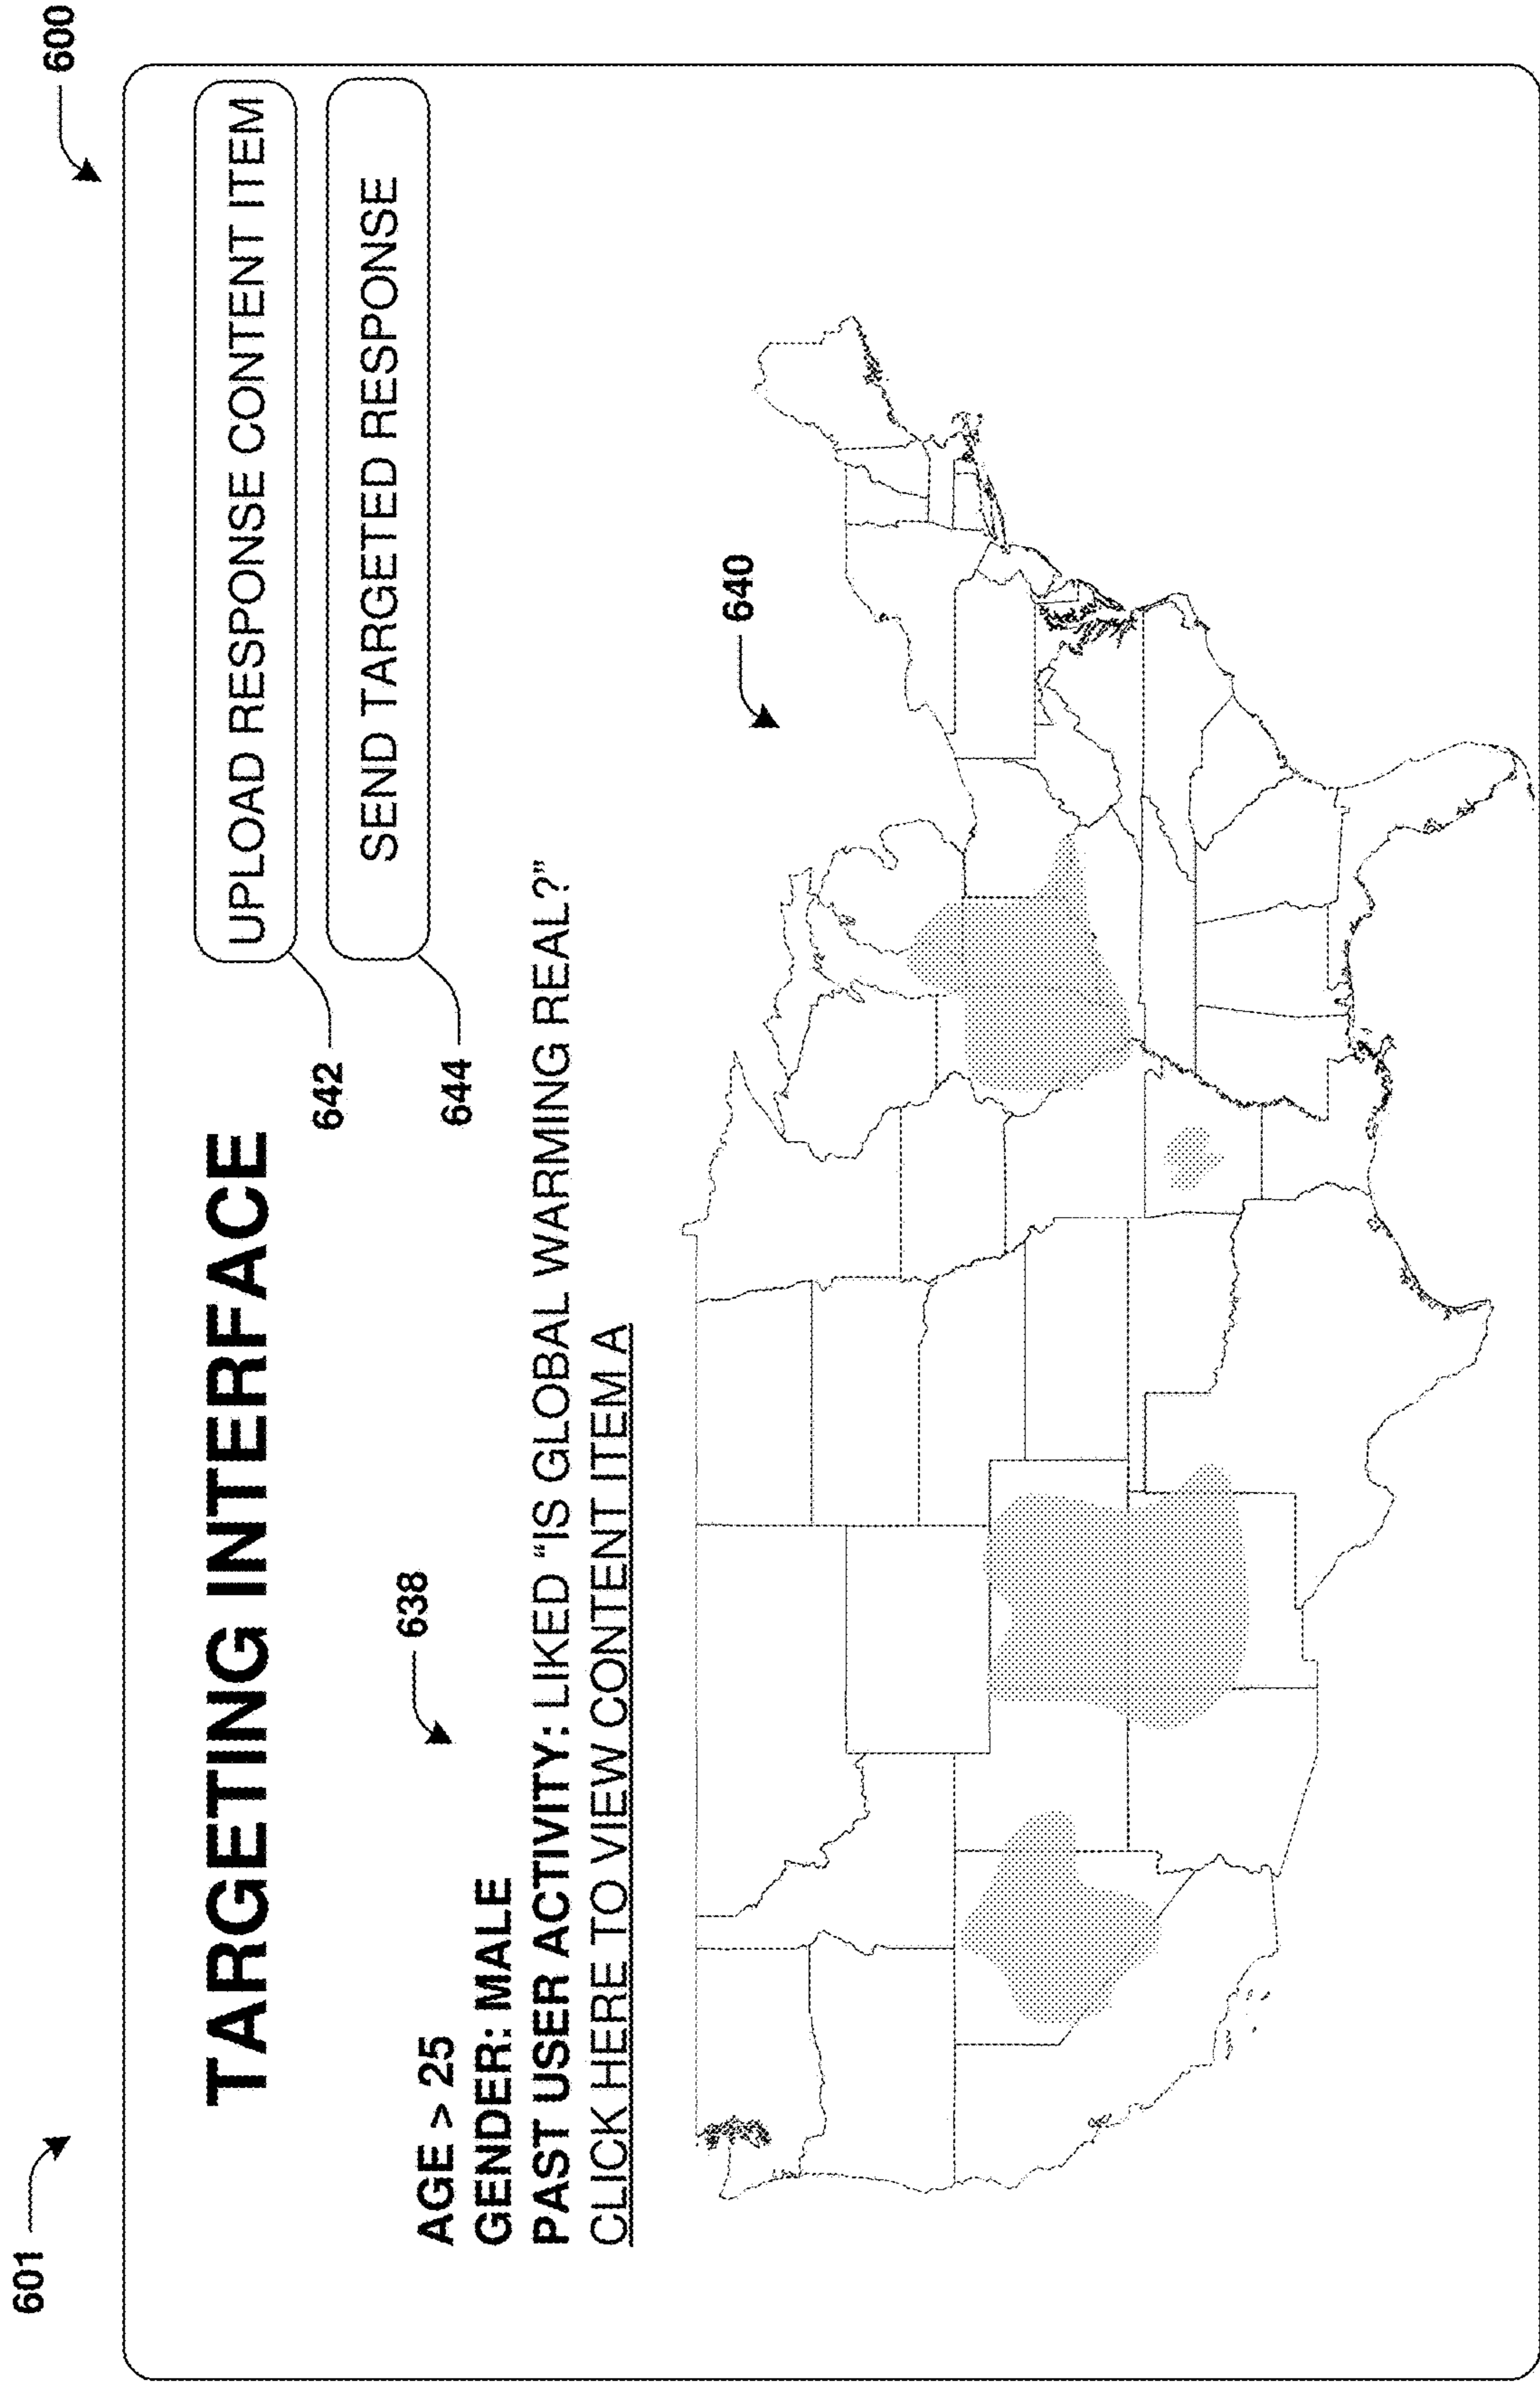 601
600
TARGETING INTERFACE
UPLOAD RESPONSE CONTENT ITEM
642
SEND TARGETED RESPONSE
644
638
AGE > 25
GENDER: MALE
PAST USER ACTIVITY: LIKED “IS GLOBAL WARMING REAL?”
CLICK HERE TO VIEW CONTENT ITEM A
640